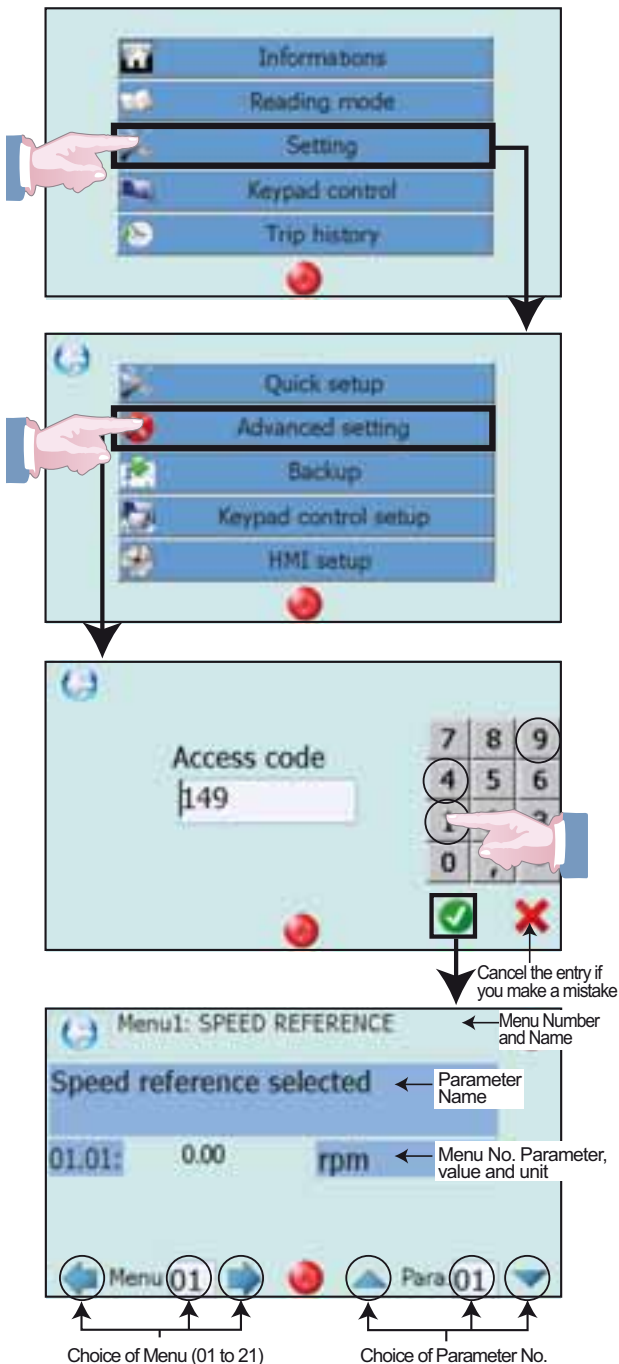 Informations
Reading mode
Setting
Keypad control
Trip history
Quick setup
Advanced setting
Backup
Keypad control setup
HMI setup
Access code
149
7 8 9
4 5 6
1
0 ,
Cancel the entry if
you make a mistake
Menu1: SPEED REFERENCE
Menu Number
and Name
Speed reference selected
Parameter
Name
01.01: 0.00 rpm
Menu No. Parameter,
value and unit
Menu 01
Para. 01
Choice of Menu (01 to 21)
Choice of Parameter No.